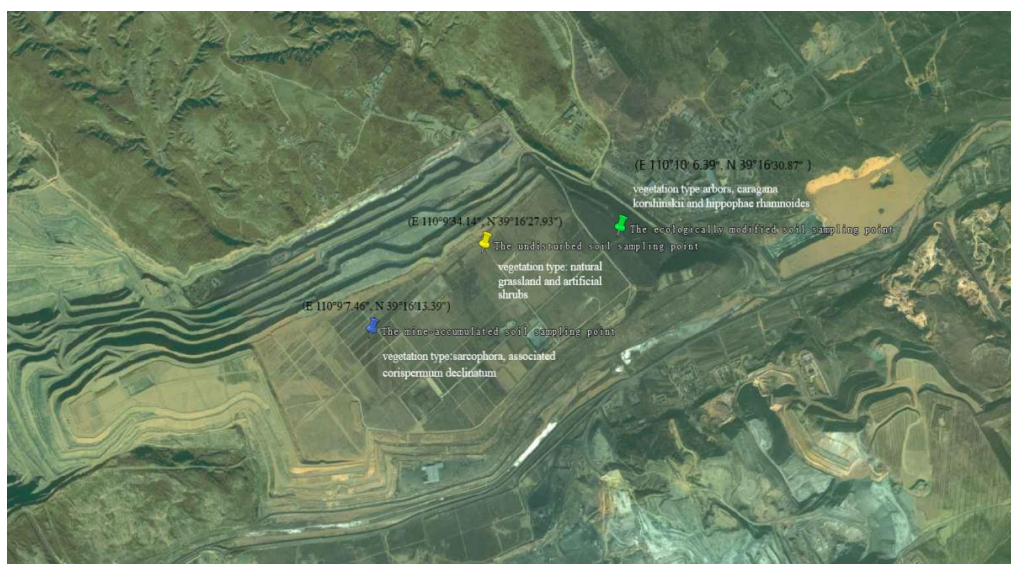 (E 110°10' 6.39", N 39°16'30.87" )
vegetation type:arbors, caragana
korshinskii and hippophae rhamnoides
The ecologically modified soil sampling point
(E 110°9'34.14", N 39°16'27.93")
The undisturbed soil sampling point
vegetation type: natural
grassland and artificial
shrubs
(E 110°9'7.46", N 39°16'13.39")
The mine-accumulated soil sampling point
vegetation type:sarcophora, associated
corispermum declinatum